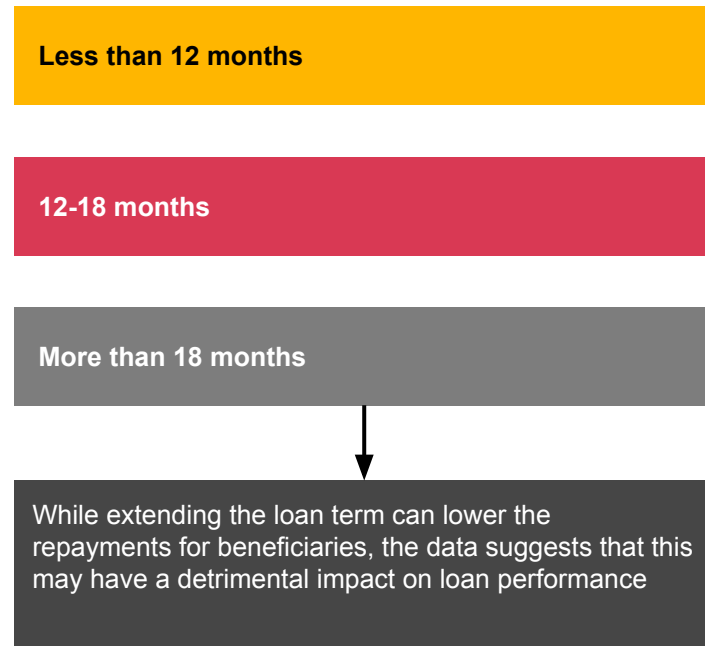 Less than 12 months
12-18 months
More than 18 months
While extending the loan term can lower the
repayments for beneficiaries, the data suggests that this
may have a detrimental impact on loan performance